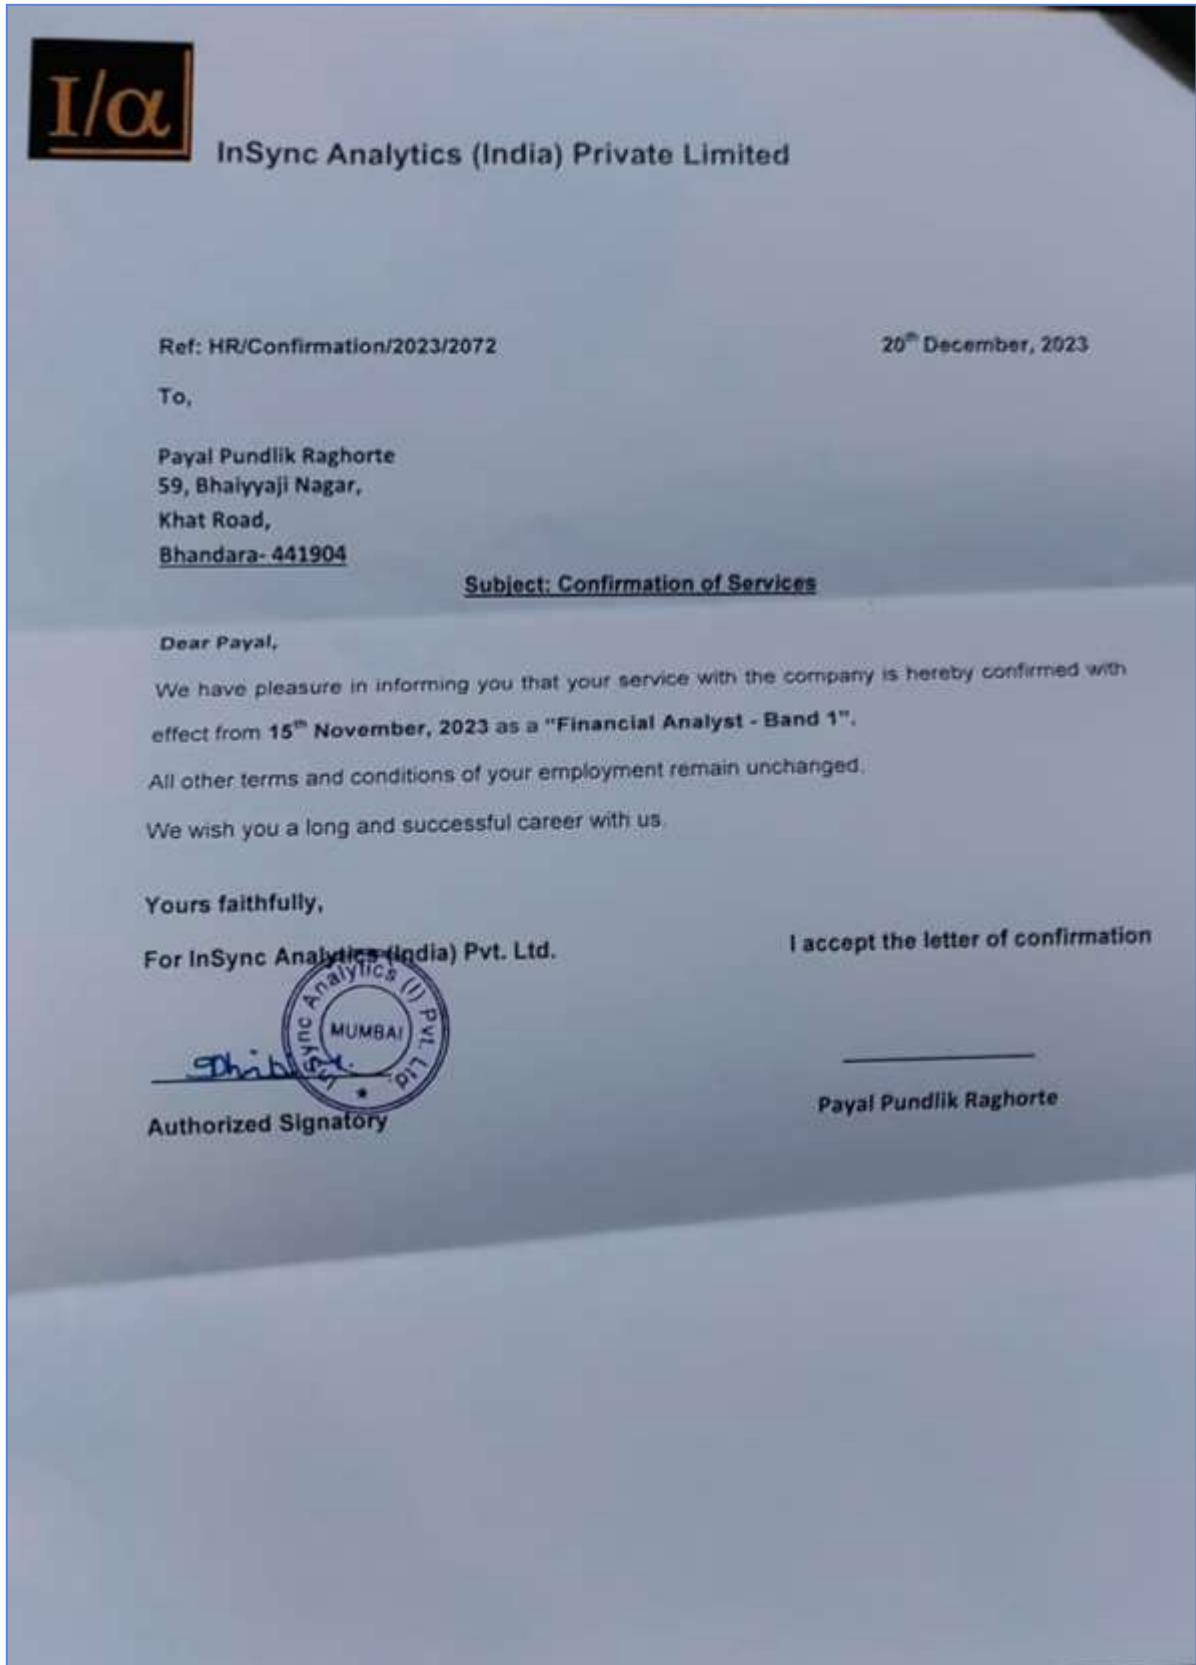 I/α
InSync Analytics (India) Private Limited
Ref: HR/Confirmation/2023/2072
20th December, 2023
To,
Payal Pundlik Raghorte
59, Bhaiyyaji Nagar,
Khat Road,
Bhandara- 441904
Subject: Confirmation of Services
Dear Payal,
We have pleasure in informing you that your service with the company is hereby confirmed with
effect from 15th November, 2023 as a "Financial Analyst - Band 1".
All other terms and conditions of your employment remain unchanged.
We wish you a long and successful career with us.
Yours faithfully,
For InSync Analytics (India) Pvt. Ltd.
I accept the letter of confirmation
InSync Analytics (I) Pvt. Ltd.
MUMBAI
Authorized Signatory
Payal Pundlik Raghorte